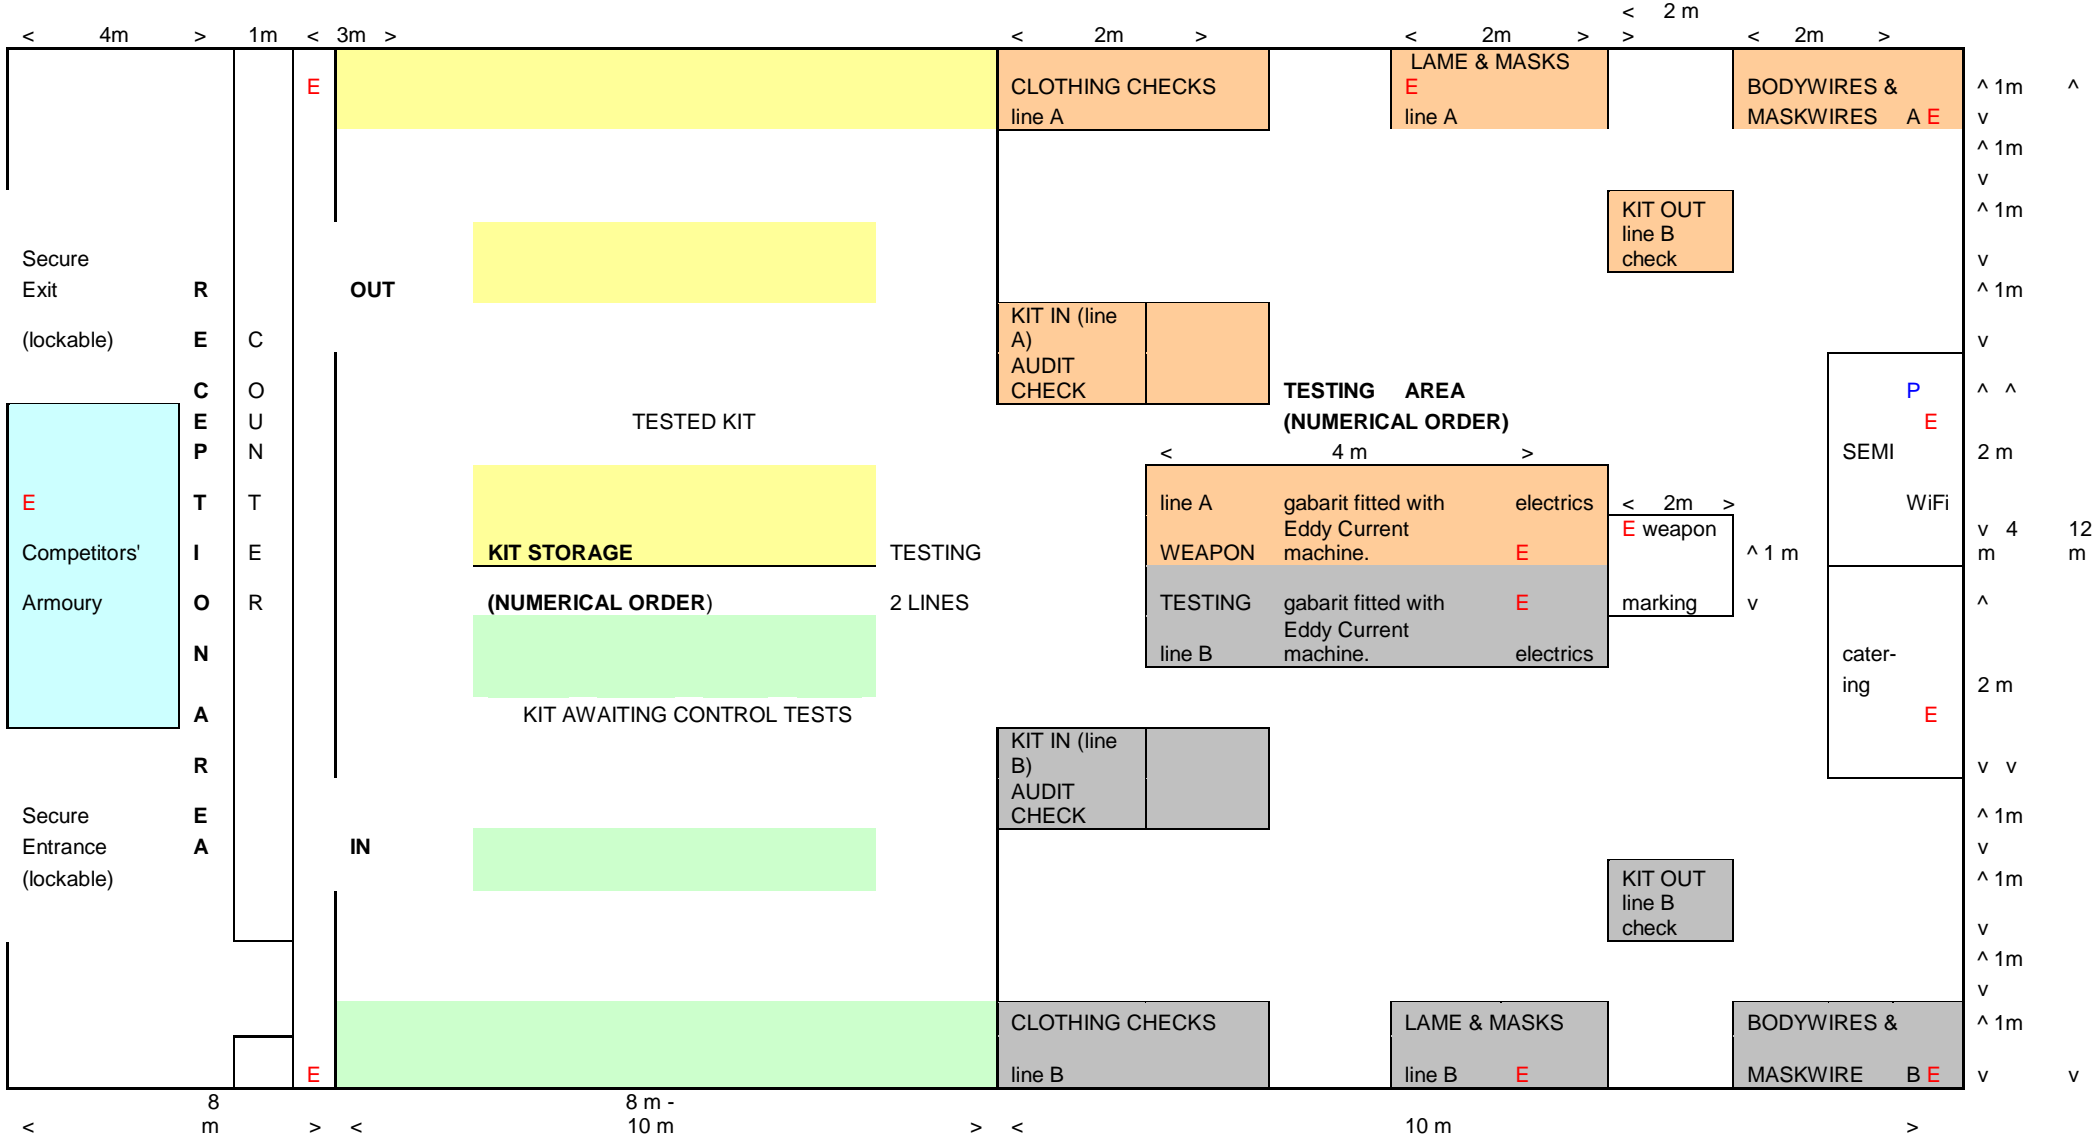 < 2 m
< 4m > 1m < 3m > < 2m > < 2m > > < 2m >
LAME & MASKS
E CLOTHING CHECKS E BODYWIRES & ^ 1m ^
line A line A MASKWIRES A E v
^ 1m
v
KIT OUT ^ 1m
line B
Secure check v
Exit R OUT ^ 1m
KIT IN (line
(lockable) E C A) v
AUDIT
C O CHECK TESTING AREA P ^ ^
E U TESTED KIT (NUMERICAL ORDER) E
P N < 4 m > SEMI 2 m
E T T line A gabarit fitted with electrics < 2m > WiFi
Eddy Current E weapon v 4 12
Competitors' I E KIT STORAGE TESTING WEAPON machine. E ^ 1 m m m
Armoury O R (NUMERICAL ORDER) 2 LINES TESTING gabarit fitted with E marking v ^
Eddy Current
N line B machine. electrics cater-
ing 2 m
A KIT AWAITING CONTROL TESTS E
KIT IN (line
R B) v v
AUDIT
Secure E CHECK ^ 1m
Entrance A IN v
(lockable) KIT OUT ^ 1m
line B
check v
^ 1m
v
CLOTHING CHECKS LAME & MASKS BODYWIRES & ^ 1m
E line B line B E MASKWIRE B E v v
8 8 m -
< m > < 10 m > < 10 m >